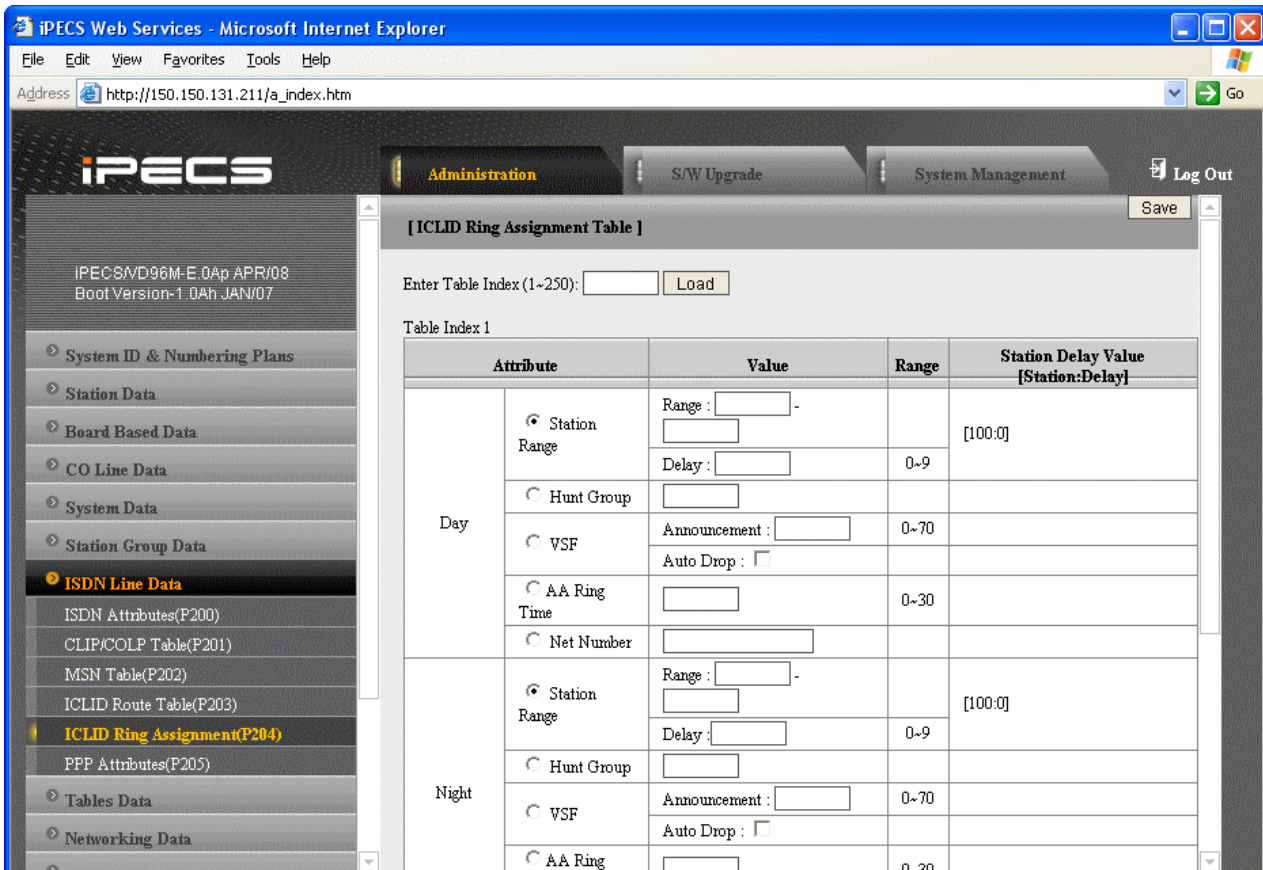 iPECS Web Services - Microsoft Internet Explorer
File Edit View Favorites Tools Help
Address http://150.150.131.211/a_index.htm Go
iPECS
Administration S/W Upgrade System Management Log Out
Save
[ ICLID Ring Assignment Table ]
iPECS/VD96M-E.0Ap APR/08
Boot Version-1.0Ah JAN/07
Enter Table Index (1~250): Load
Table Index 1
System ID & Numbering Plans
Station Data
Board Based Data
CO Line Data
System Data
Station Group Data
ISDN Line Data
ISDN Attributes(P200)
CLIP/COLP Table(P201)
MSN Table(P202)
ICLID Route Table(P203)
ICLID Ring Assignment(P204)
PPP Attributes(P205)
Tables Data
Networking Data
Attribute Value Range Station Delay Value
[Station:Delay]
Day
Station Range
Range : -
[100:0]
Delay : 0~9
Hunt Group
VSF
Announcement : 0~70
Auto Drop :
AA Ring Time 0~30
Net Number
Night
Station Range
Range : -
[100:0]
Delay : 0~9
Hunt Group
VSF
Announcement : 0~70
Auto Drop :
AA Ring